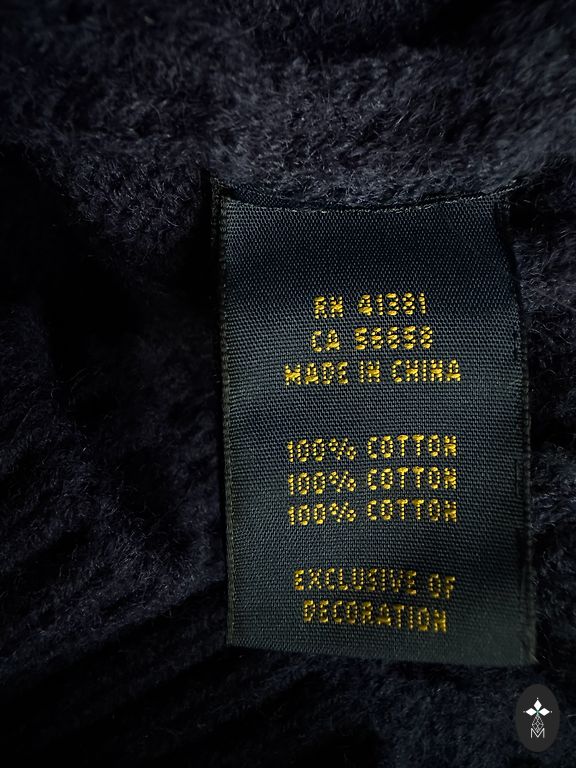 RN 41381
CA 56658
MADE IN CHINA
100% COTTON
100% COTTON
100% COTTON
EXCLUSIVE OF
DECORATION